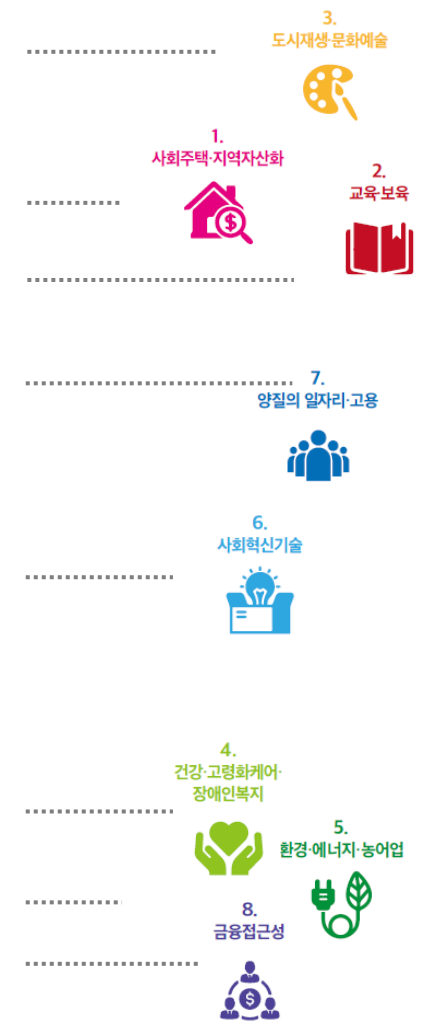 3.
도시재생·문화예술
1.
사회주택·지역자산화
2.
교육·보육
$
7.
양질의 일자리·고용
6.
사회혁신기술
4.
건강·고령화케어·
장애인복지
5.
환경·에너지·농어업
8.
금융접근성
$